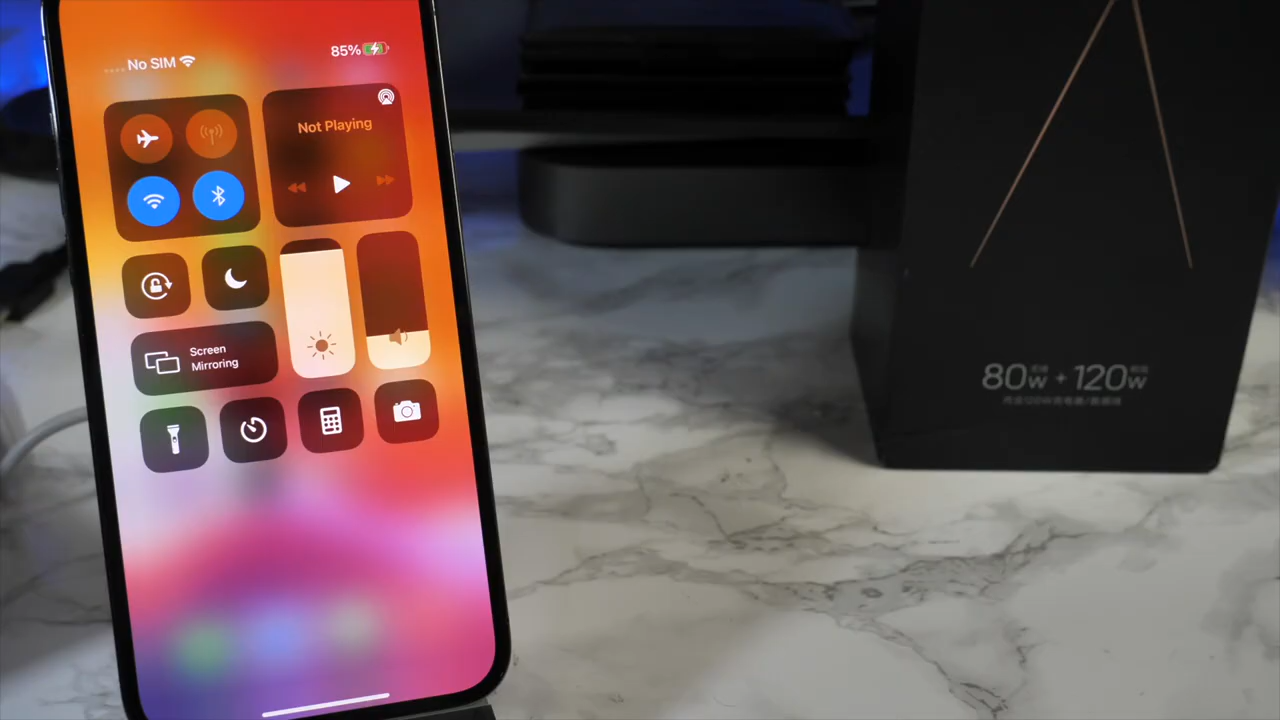 No SIM
85%
Not Playing
Screen
Mirroring
80w + 120w